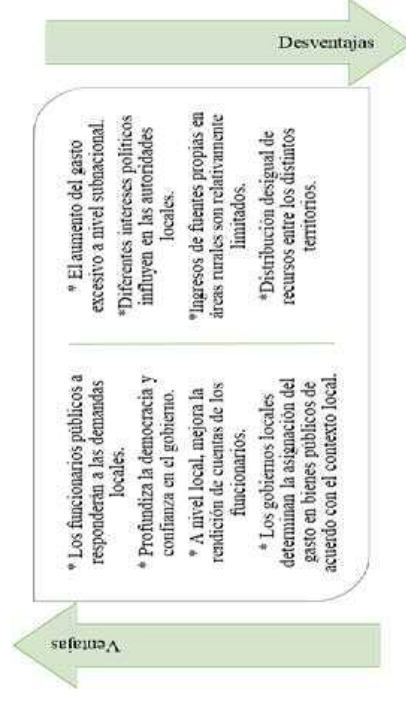 Ventajas
* Los funcionarios públicos a
responderán a las demandas
locales.
* Profundiza la democracia y
confianza en el gobierno.
* A nivel local, mejora la
rendición de cuentas de los
funcionarios.
* Los gobiernos locales
determinan la asignación del
gasto en bienes públicos de
acuerdo con el contexto local.
Desventajas
* El aumento del gasto
excesivo a nivel subnacional.
*Diferentes intereses políticos
influyen en las autoridades
locales.
*Ingresos de fuentes propias en
áreas rurales son relativamente
limitados.
*Distribución desigual de
recursos entre los distintos
territorios.